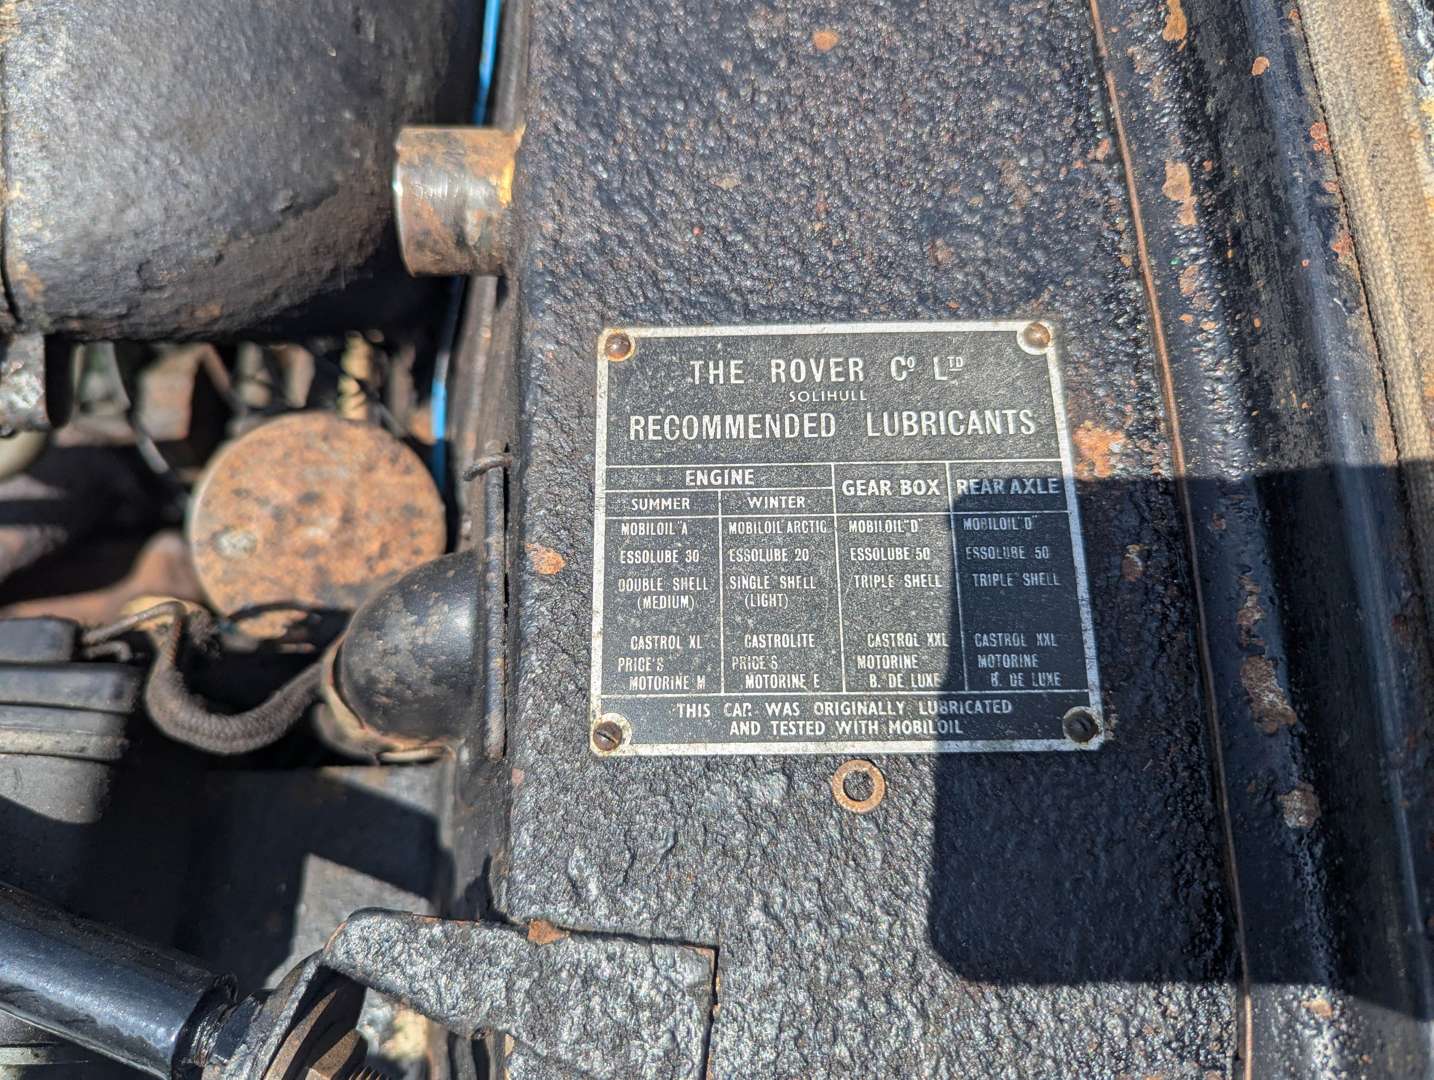 THE ROVER Cº LTD
SOLIHULL
RECOMMENDED LUBRICANTS
ENGINE GEAR BOX REAR AXLE
SUMMER WINTER
MOBILOIL "A" MOBILOIL ARCTIC MOBILOIL "D" MOBILOIL "D"
ESSOLUBE 30 ESSOLUBE 20 ESSOLUBE 50 ESSOLUBE 50
DOUBLE SHELL SINGLE SHELL TRIPLE SHELL TRIPLE SHELL
(MEDIUM) (LIGHT)
CASTROL XL CASTROLITE CASTROL XXL CASTROL XXL
PRICE'S PRICE'S MOTORINE MOTORINE
MOTORINE M MOTORINE E B. DE LUXE B. DE LUXE
THIS CAR WAS ORIGINALLY LUBRICATED
AND TESTED WITH MOBILOIL